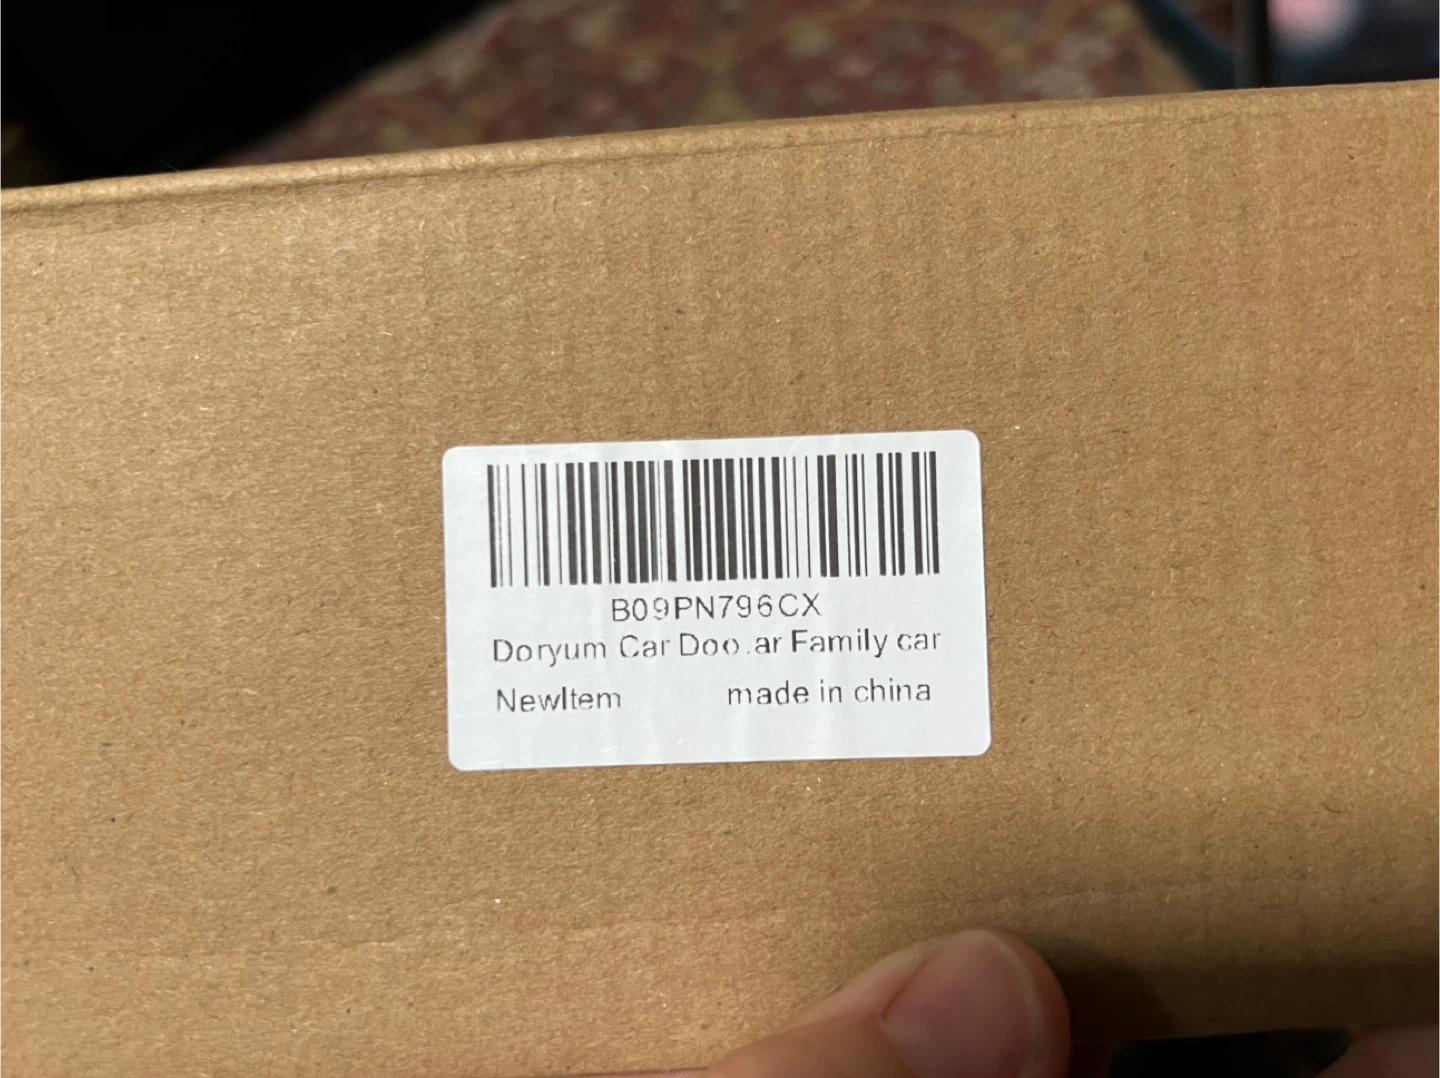 B09PN796CX
Doryum Car Doo.ar Family car
NewItem made in china